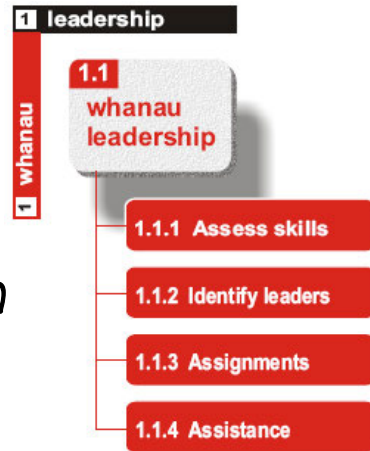 1 leadership
1 whanau
1.1
whanau
leadership
1.1.1 Assess skills
1.1.2 Identify leaders
1.1.3 Assignments
1.1.4 Assistance